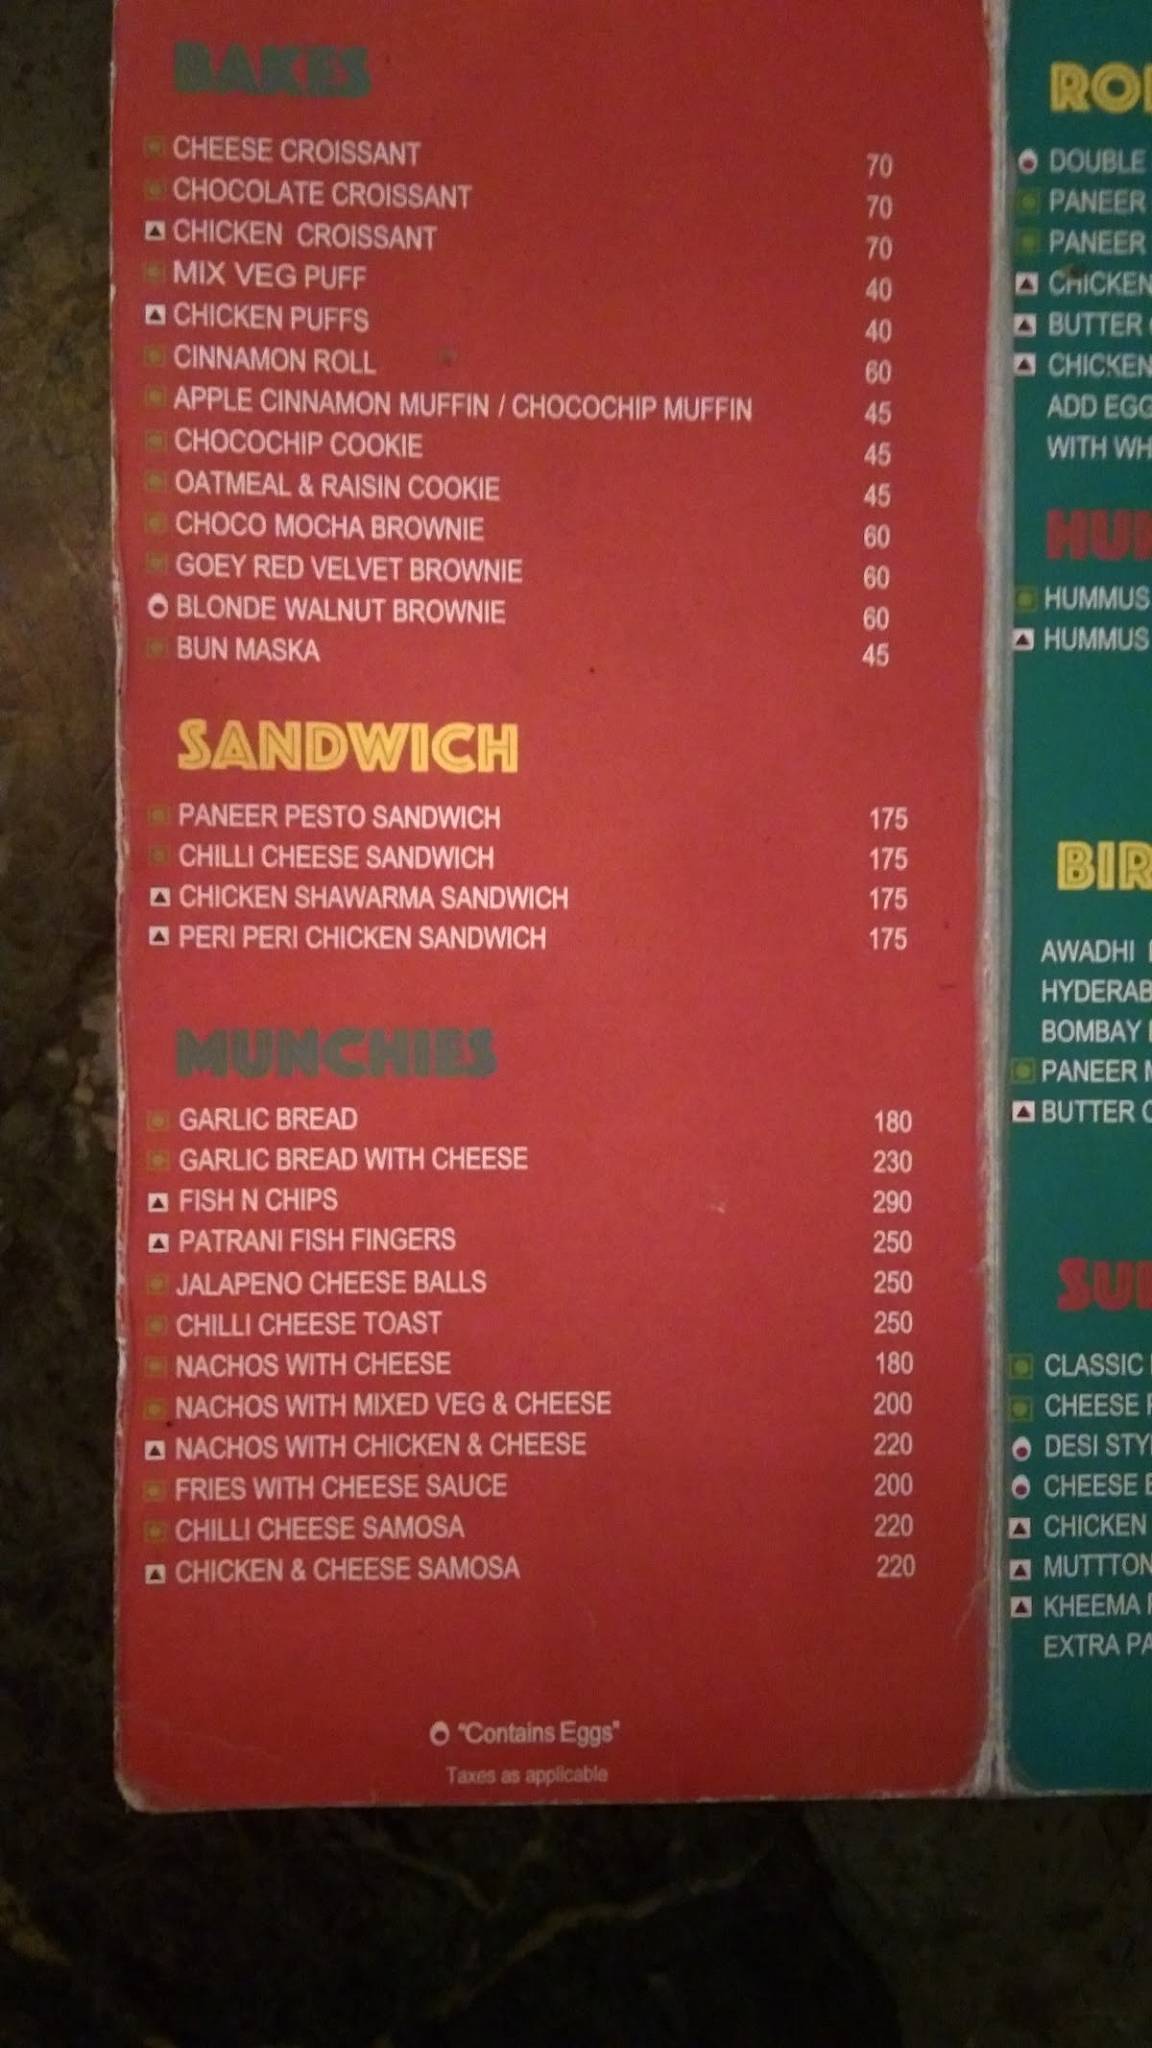 BAKES
CHEESE CROISSANT 70
CHOCOLATE CROISSANT 70
CHICKEN CROISSANT 70
MIX VEG PUFF 40
CHICKEN PUFFS 40
CINNAMON ROLL 60
APPLE CINNAMON MUFFIN / CHOCOCHIP MUFFIN 45
CHOCOCHIP COOKIE 45
OATMEAL & RAISIN COOKIE 45
CHOCO MOCHA BROWNIE 60
GOEY RED VELVET BROWNIE 60
BLONDE WALNUT BROWNIE 60
BUN MASKA 45
SANDWICH
PANEER PESTO SANDWICH 175
CHILLI CHEESE SANDWICH 175
CHICKEN SHAWARMA SANDWICH 175
PERI PERI CHICKEN SANDWICH 175
MUNCHIES
GARLIC BREAD 180
GARLIC BREAD WITH CHEESE 230
FISH N CHIPS 290
PATRANI FISH FINGERS 250
JALAPENO CHEESE BALLS 250
CHILLI CHEESE TOAST 250
NACHOS WITH CHEESE 180
NACHOS WITH MIXED VEG & CHEESE 200
NACHOS WITH CHICKEN & CHEESE 220
FRIES WITH CHEESE SAUCE 200
CHILLI CHEESE SAMOSA 220
CHICKEN & CHEESE SAMOSA 220
"Contains Eggs"
Taxes as applicable
DOUBLE
PANEER
PANEER
CHICKEN
BUTTER
CHICKEN
ADD EGG
WITH
HUMMUS
HUMMUS
AWADHI
BOMBAY
PANEER
BUTTER
CLASSIC
CHEESE
DESI
CHEESE
CHICKEN
MUTTTON
KHEEMA
EXTRA